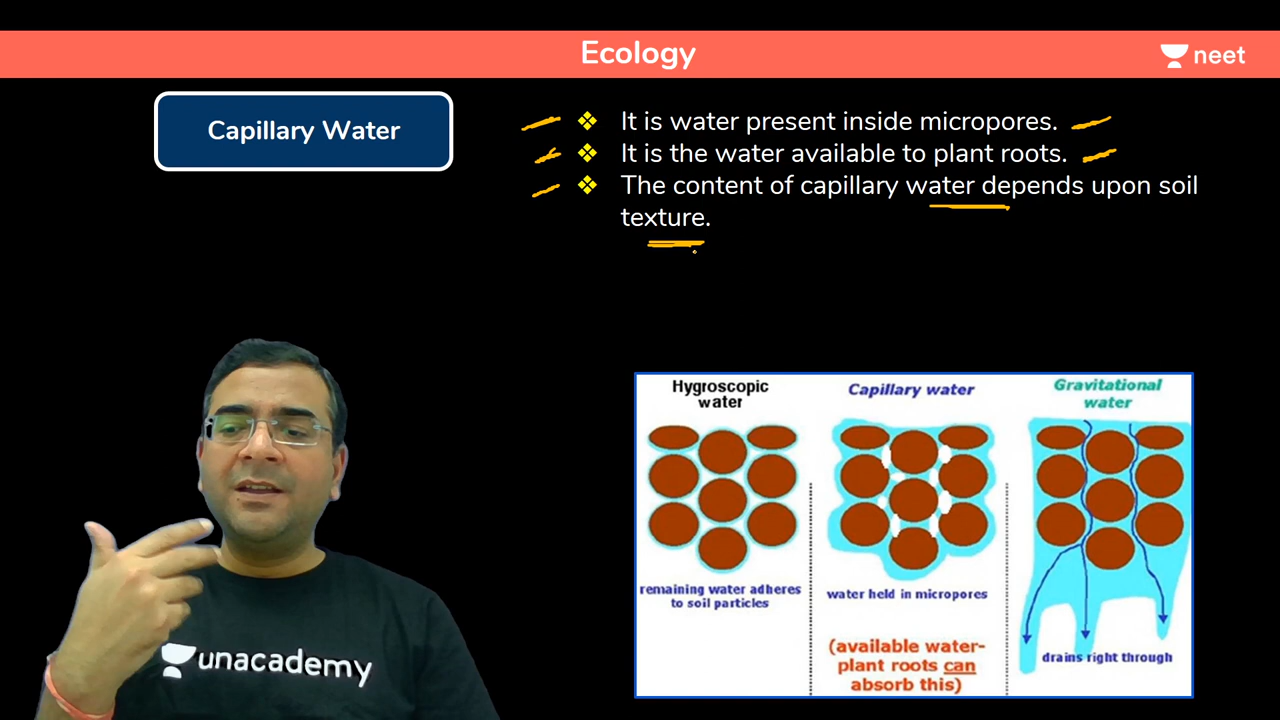 Ecology
neet
Capillary Water
❖ It is water present inside micropores.
❖ It is the water available to plant roots.
❖ The content of capillary water depends upon soil
texture.
Hygroscopic
water
remaining water adheres
to soil particles
Capillary water
water held in micropores
(available water-
plant roots can
absorb this)
Gravitational
water
drains right through
unacademy